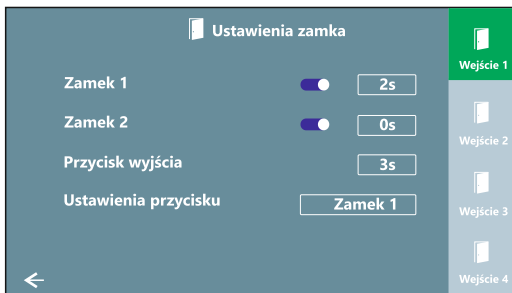 Ustawienia zamka
Zamek 1 2s
Zamek 2 0s
Przycisk wyjścia 3s
Ustawienia przycisku Zamek 1
Wejście 1
Wejście 2
Wejście 3
Wejście 4